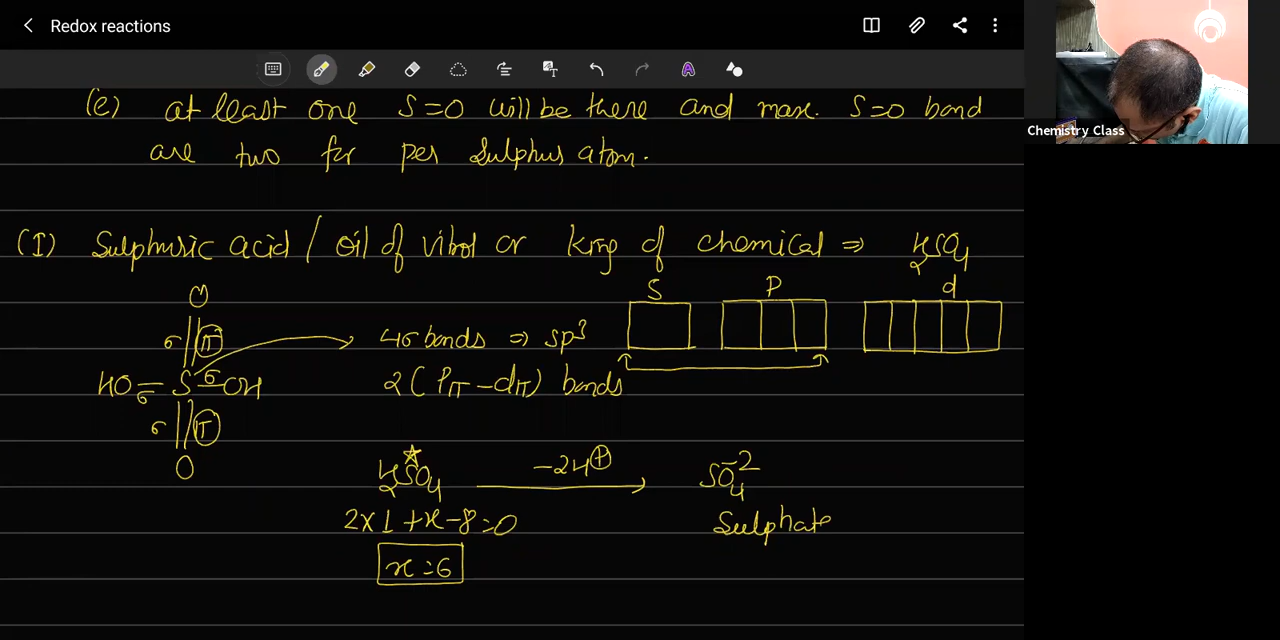 Redox reactions
Chemistry Class
(e) at least one S=O will be there and max. S=O bond
are two for per Sulphus atom.
(I) Sulphuric acid / oil of vitrol or king of chemical ⇒ H₂SO₄
S P d
O
σ π
4σ bonds ⇒ sp³
HO σ S σ OH
2(Pπ-dπ) bonds
σ π
O
H₂SO₄ -2H⊕ SO₄⁻²
2×1+x-8=0 Sulphate
x=6